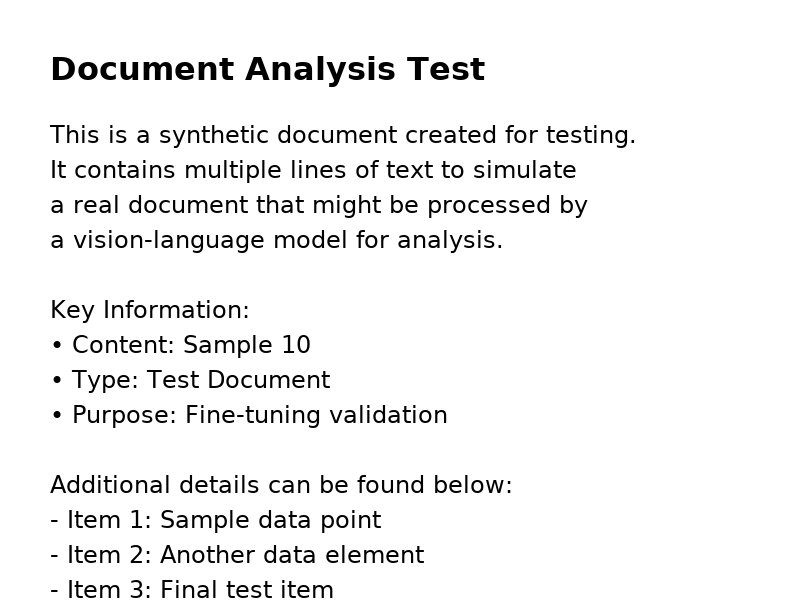 Document Analysis Test
This is a synthetic document created for testing.
It contains multiple lines of text to simulate
a real document that might be processed by
a vision-language model for analysis.
Key Information:
• Content: Sample 10
• Type: Test Document
• Purpose: Fine-tuning validation
Additional details can be found below:
- Item 1: Sample data point
- Item 2: Another data element
- Item 3: Final test item